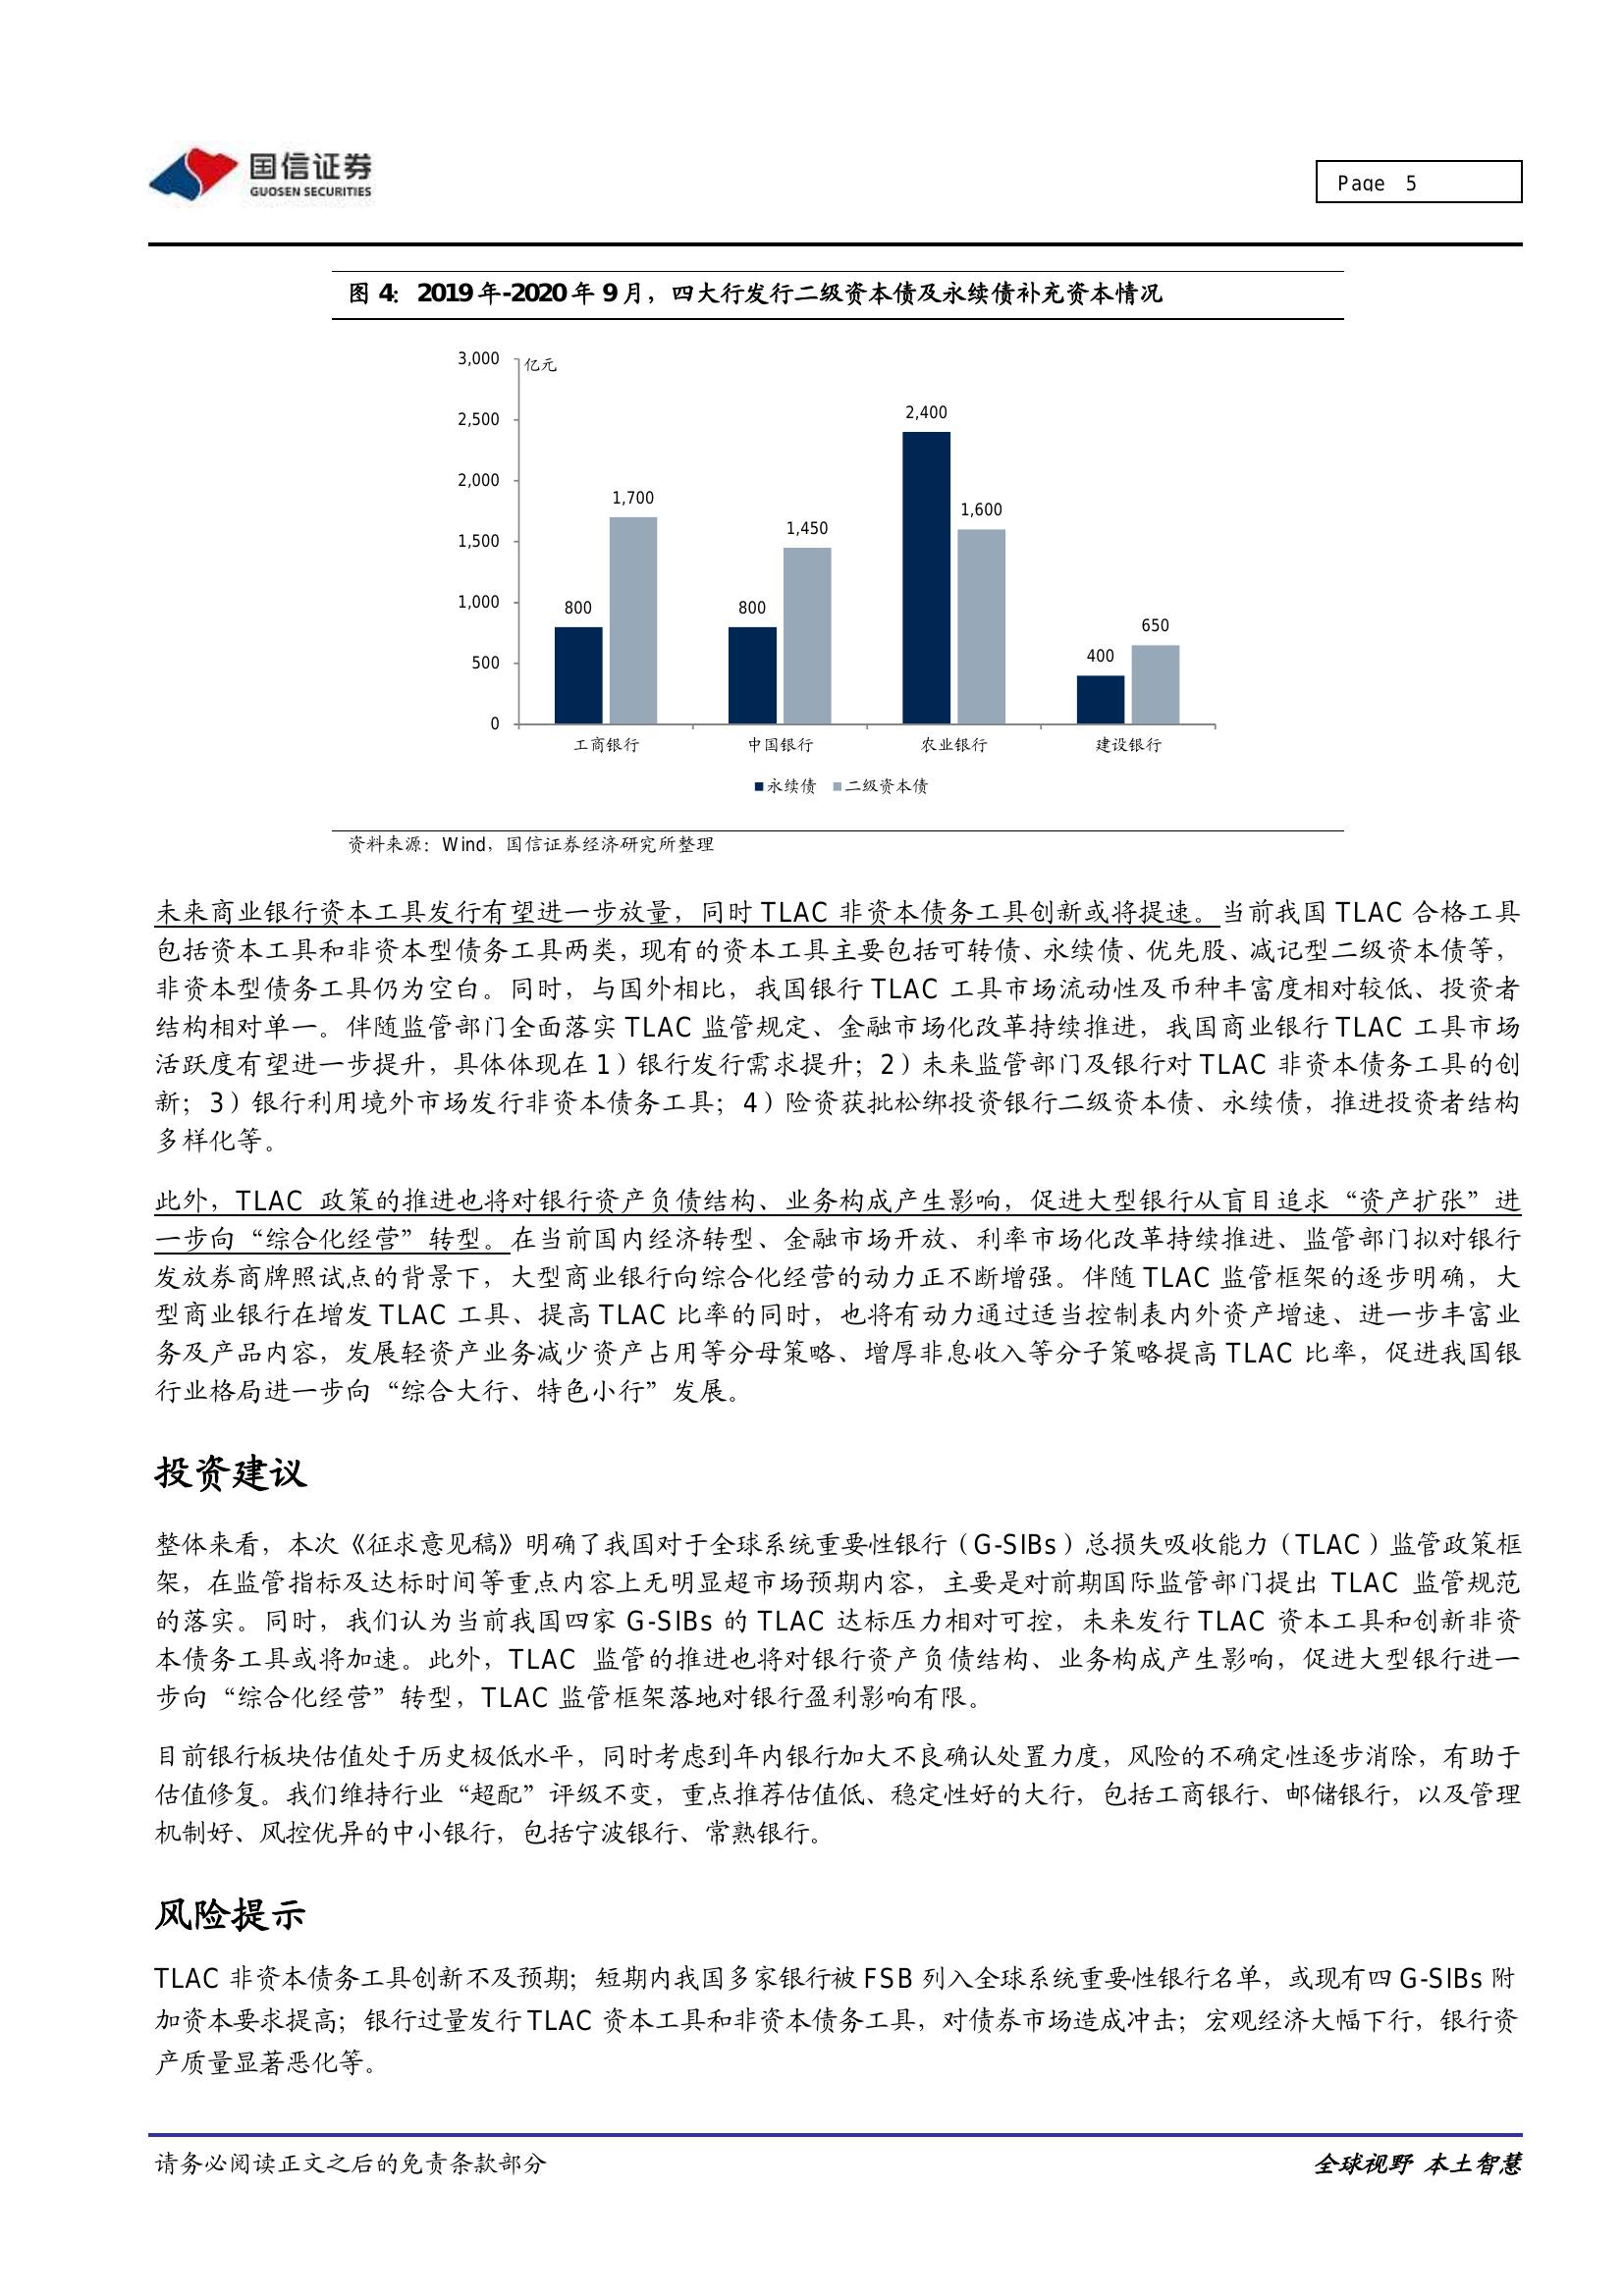 国信证券
GUOSEN SECURITIES
Page 5
图 4：2019 年-2020 年 9 月，四大行发行二级资本债及永续债补充资本情况
3,000
亿元
2,500
2,000
1,500
1,000
500
0
800
1,700
800
1,450
2,400
1,600
400
650
工商银行 中国银行 农业银行 建设银行
永续债 二级资本债
资料来源：Wind，国信证券经济研究所整理
未来商业银行资本工具发行有望进一步放量，同时 TLAC 非资本债务工具创新或将提速。当前我国 TLAC 合格工具
包括资本工具和非资本型债务工具两类，现有的资本工具主要包括可转债、永续债、优先股、减记型二级资本债等，
非资本型债务工具仍为空白。同时，与国外相比，我国银行 TLAC 工具市场流动性及币种丰富度相对较低、投资者
结构相对单一。伴随监管部门全面落实 TLAC 监管规定、金融市场化改革持续推进，我国商业银行 TLAC 工具市场
活跃度有望进一步提升，具体体现在 1）银行发行需求提升；2）未来监管部门及银行对 TLAC 非资本债务工具的创
新；3）银行利用境外市场发行非资本债务工具；4）险资获批松绑投资银行二级资本债、永续债，推进投资者结构
多样化等。
此外，TLAC 政策的推进也将对银行资产负债结构、业务构成产生影响，促进大型银行从盲目追求“资产扩张”进
一步向“综合化经营”转型。在当前国内经济转型、金融市场开放、利率市场化改革持续推进、监管部门拟对银行
发放券商牌照试点的背景下，大型商业银行向综合化经营的动力正不断增强。伴随 TLAC 监管框架的逐步明确，大
型商业银行在增发 TLAC 工具、提高 TLAC 比率的同时，也将有动力通过适当控制表内外资产增速、进一步丰富业
务及产品内容，发展轻资产业务减少资产占用等分母策略、增厚非息收入等分子策略提高 TLAC 比率，促进我国银
行业格局进一步向“综合大行、特色小行”发展。
投资建议
整体来看，本次《征求意见稿》明确了我国对于全球系统重要性银行（G-SIBs）总损失吸收能力（TLAC）监管政策框
架，在监管指标及达标时间等重点内容上无明显超市场预期内容，主要是对前期国际监管部门提出 TLAC 监管规范
的落实。同时，我们认为当前我国四家 G-SIBs 的 TLAC 达标压力相对可控，未来发行 TLAC 资本工具和创新非资
本债务工具或将加速。此外，TLAC 监管的推进也将对银行资产负债结构、业务构成产生影响，促进大型银行进一
步向“综合化经营”转型，TLAC 监管框架落地对银行盈利影响有限。
目前银行板块估值处于历史极低水平，同时考虑到年内银行加大不良确认处置力度，风险的不确定性逐步消除，有助于
估值修复。我们维持行业“超配”评级不变，重点推荐估值低、稳定性好的大行，包括工商银行、邮储银行，以及管理
机制好、风控优异的中小银行，包括宁波银行、常熟银行。
风险提示
TLAC 非资本债务工具创新不及预期；短期内我国多家银行被 FSB 列入全球系统重要性银行名单，或现有四 G-SIBs 附
加资本要求提高；银行过量发行 TLAC 资本工具和非资本债务工具，对债券市场造成冲击；宏观经济大幅下行，银行资
产质量显著恶化等。
请务必阅读正文之后的免责条款部分
全球视野 本土智慧